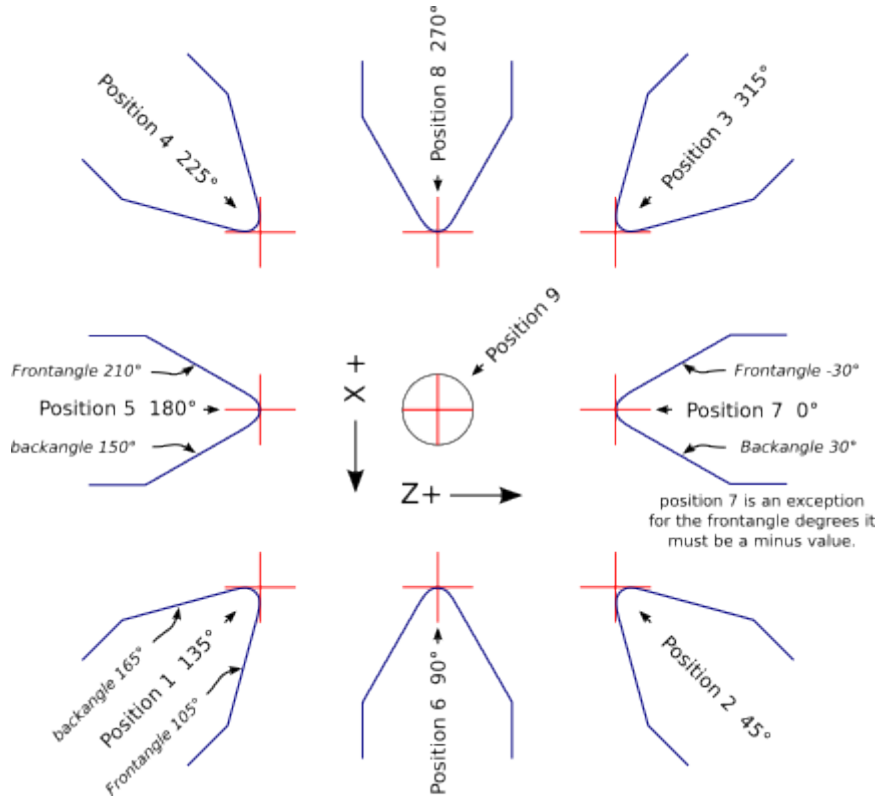 Position 4 225°
Position 8 270°
Position 3 315°
Frontangle 210°
Position 5 180°
backangle 150°
X +
Position 9
Z+
Frontangle -30°
Position 7 0°
Backangle 30°
position 7 is an exception
for the frontangle degrees it
must be a minus value.
backangle 165°
Position 1 135°
Frontangle 105°
Position 6 90°
Position 2 45°